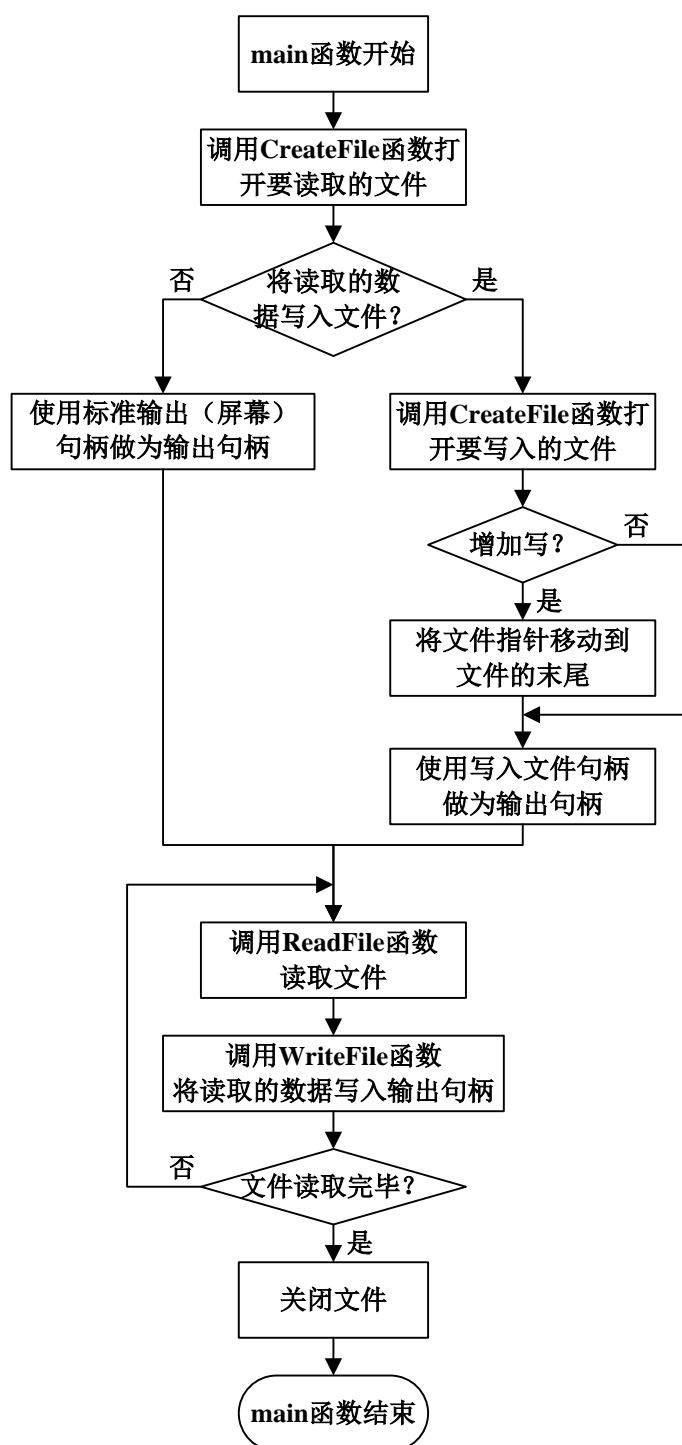 main函数开始
调用CreateFile函数打
开要读取的文件
否
将读取的数
据写入文件？
是
使用标准输出（屏幕）
句柄做为输出句柄
调用CreateFile函数打
开要写入的文件
增加写？
否
是
将文件指针移动到
文件的末尾
使用写入文件句柄
做为输出句柄
调用ReadFile函数
读取文件
调用WriteFile函数
将读取的数据写入输出句柄
否
文件读取完毕？
是
关闭文件
main函数结束